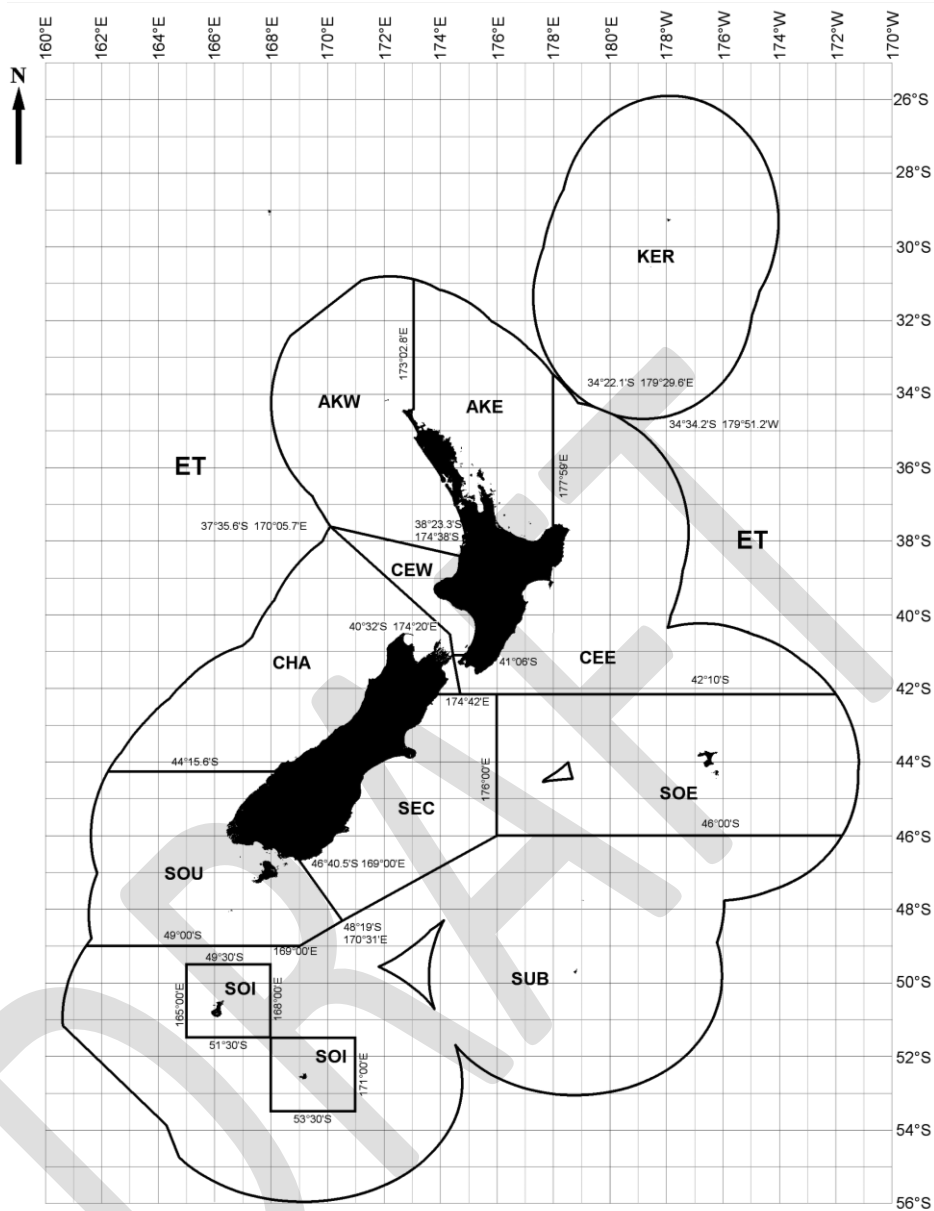 160°E
162°E
164°E
166°E
168°E
170°E
172°E
174°E
176°E
178°E
180°E
178°W
176°W
174°W
172°W
170°W
N
26°S
28°S
KER
30°S
32°S
173°02.8'E
34°22.1'S 179°29.6'E
34°S
AKW
AKE
34°34.2'S 179°51.2'W
ET
36°S
177°59'E
37°35.6'S 170°05.7'E
38°23.3'S
174°38'S
ET
38°S
CEW
40°S
40°32'S 174°20'E
CHA
41°06'S
CEE
42°10'S
42°S
174°42'E
44°15.6'S
176°00'E
44°S
SEC
SOE
46°00'S
46°S
46°40.5'S 169°00'E
SOU
48°S
48°19'S
170°31'E
49°00'S
169°00'E
49°30'S
SOI
165°00'E
168°00'E
SUB
50°S
51°30'S
SOI
52°S
171°00'E
53°30'S
54°S
56°S
DRAFT